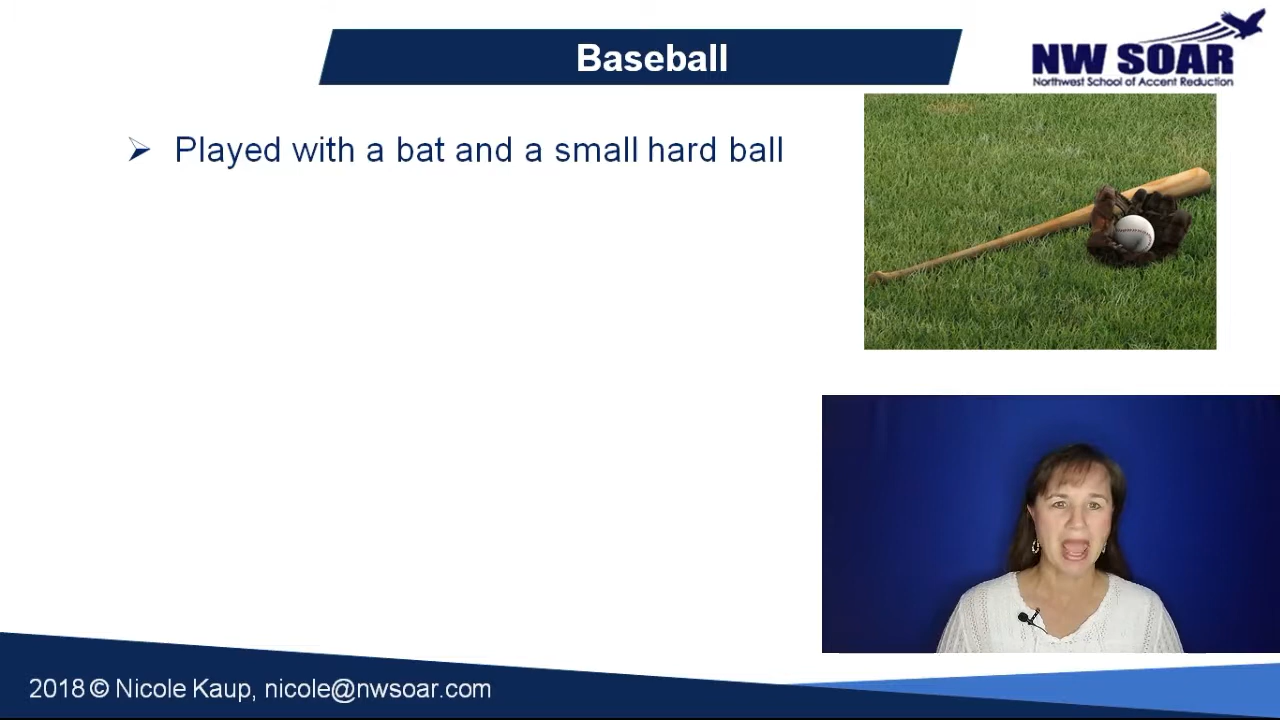 Baseball
NW SOAR
Northwest School of Accent Reduction
Played with a bat and a small hard ball
2018 © Nicole Kaup, nicole@nwsoar.com